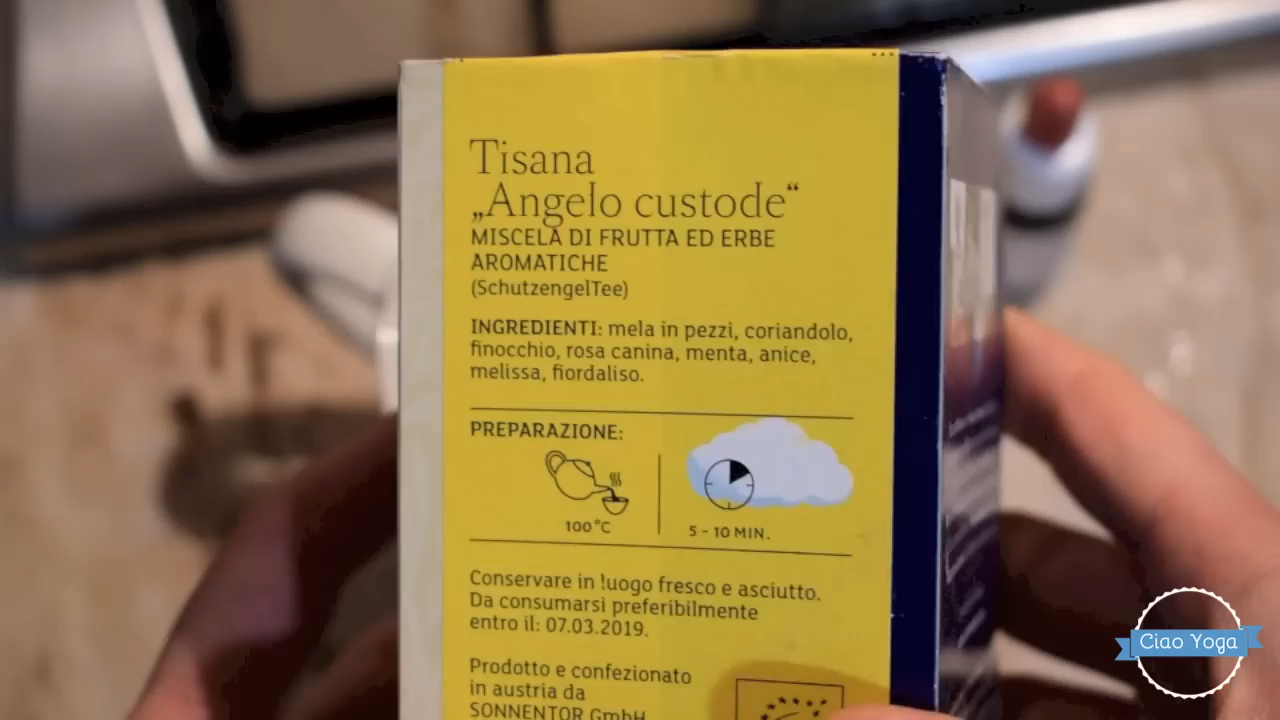 Tisana
„Angelo custode“
MISCELA DI FRUTTA ED ERBE
AROMATICHE
(SchutzengelTee)
INGREDIENTI: mela in pezzi, coriandolo,
finocchio, rosa canina, menta, anice,
melissa, fiordaliso.
PREPARAZIONE:
100°C
5 - 10 MIN.
Conservare in luogo fresco e asciutto.
Da consumarsi preferibilmente
entro il: 07.03.2019.
Prodotto e confezionato
in austria da
SONNENTOR GmbH
Ciao Yoga